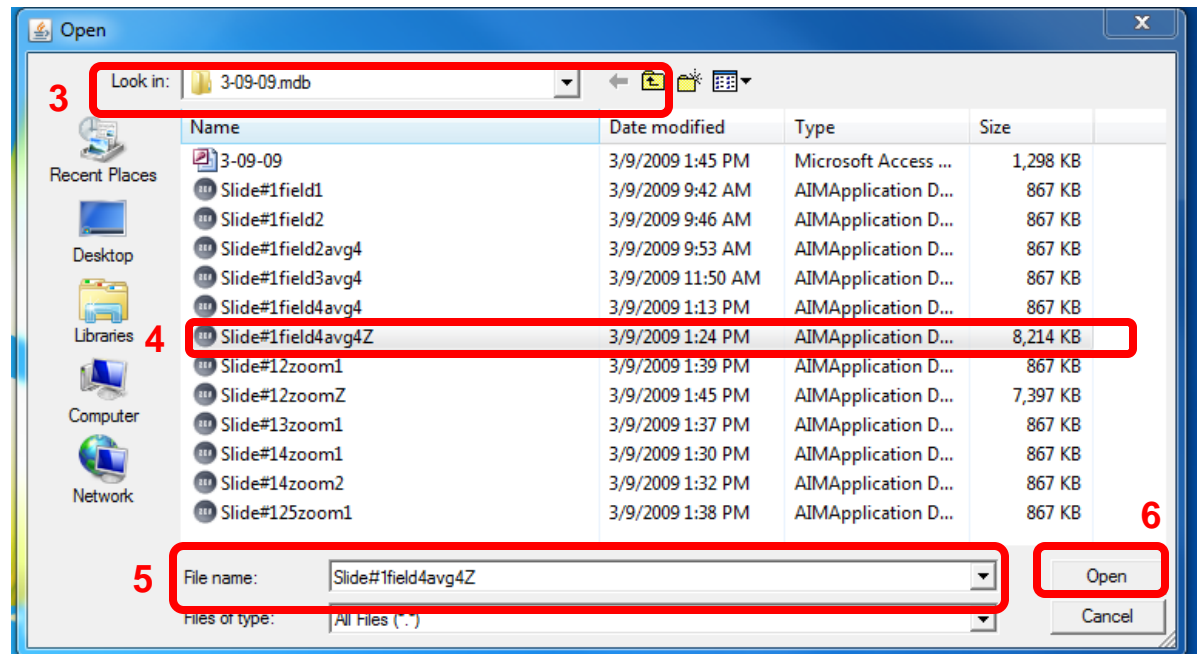 Open
X
3 Look in: 3-09-09.mdb
Name Date modified Type Size
3-09-09 3/9/2009 1:45 PM Microsoft Access ... 1,298 KB
Slide#1field1 3/9/2009 9:42 AM AIMApplication D... 867 KB
Slide#1field2 3/9/2009 9:46 AM AIMApplication D... 867 KB
Slide#1field2avg4 3/9/2009 9:53 AM AIMApplication D... 867 KB
Slide#1field3avg4 3/9/2009 11:50 AM AIMApplication D... 867 KB
Slide#1field4avg4 3/9/2009 1:13 PM AIMApplication D... 867 KB
4 Slide#1field4avg4Z 3/9/2009 1:24 PM AIMApplication D... 8,214 KB
Slide#12zoom1 3/9/2009 1:39 PM AIMApplication D... 867 KB
Slide#12zoomZ 3/9/2009 1:45 PM AIMApplication D... 7,397 KB
Slide#13zoom1 3/9/2009 1:37 PM AIMApplication D... 867 KB
Slide#14zoom1 3/9/2009 1:30 PM AIMApplication D... 867 KB
Slide#14zoom2 3/9/2009 1:32 PM AIMApplication D... 867 KB
Slide#125zoom1 3/9/2009 1:38 PM AIMApplication D... 867 KB
Recent Places
Desktop
Libraries
Computer
Network
5 File name: Slide#1field4avg4Z
6 Open
Files of type: All Files (*.*)
Cancel